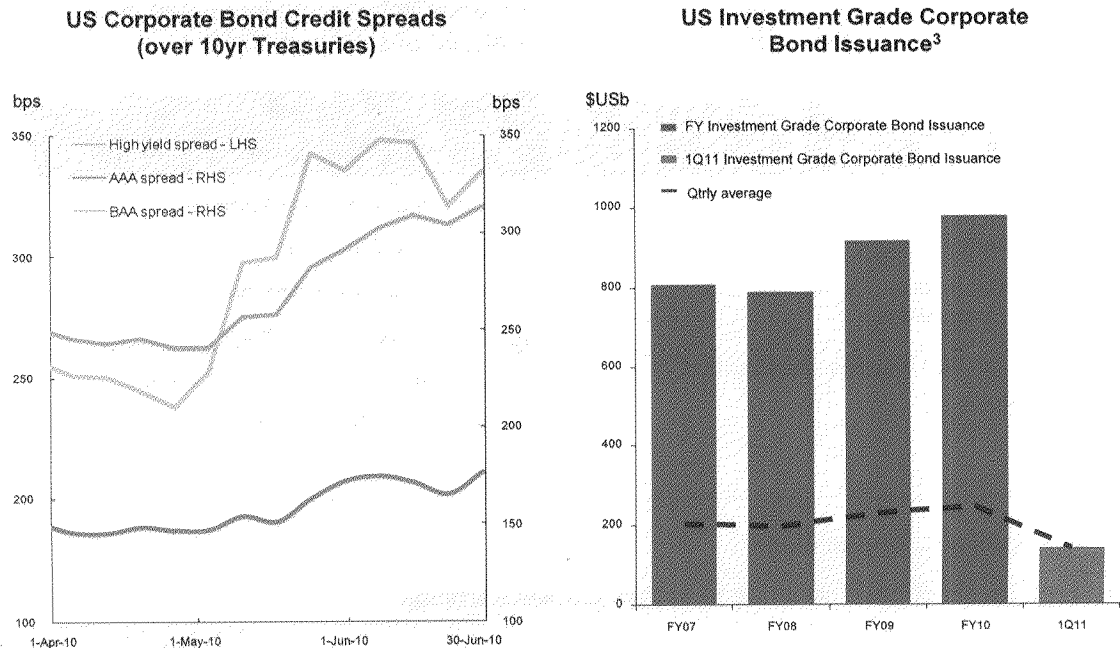 US Corporate Bond Credit Spreads
(over 10yr Treasuries)
bps
bps
350
300
250
200
100
High yield spread - LHS
AAA spread - RHS
BAA spread - RHS
350
300
250
200
150
100
1-Apr-10
1-May-10
1-Jun-10
30-Jun-10
US Investment Grade Corporate
Bond Issuance³
$USb
1200
1000
800
600
400
200
0
FY Investment Grade Corporate Bond Issuance
1Q11 Investment Grade Corporate Bond Issuance
Qtrly average
FY07
FY08
FY09
FY10
1Q11